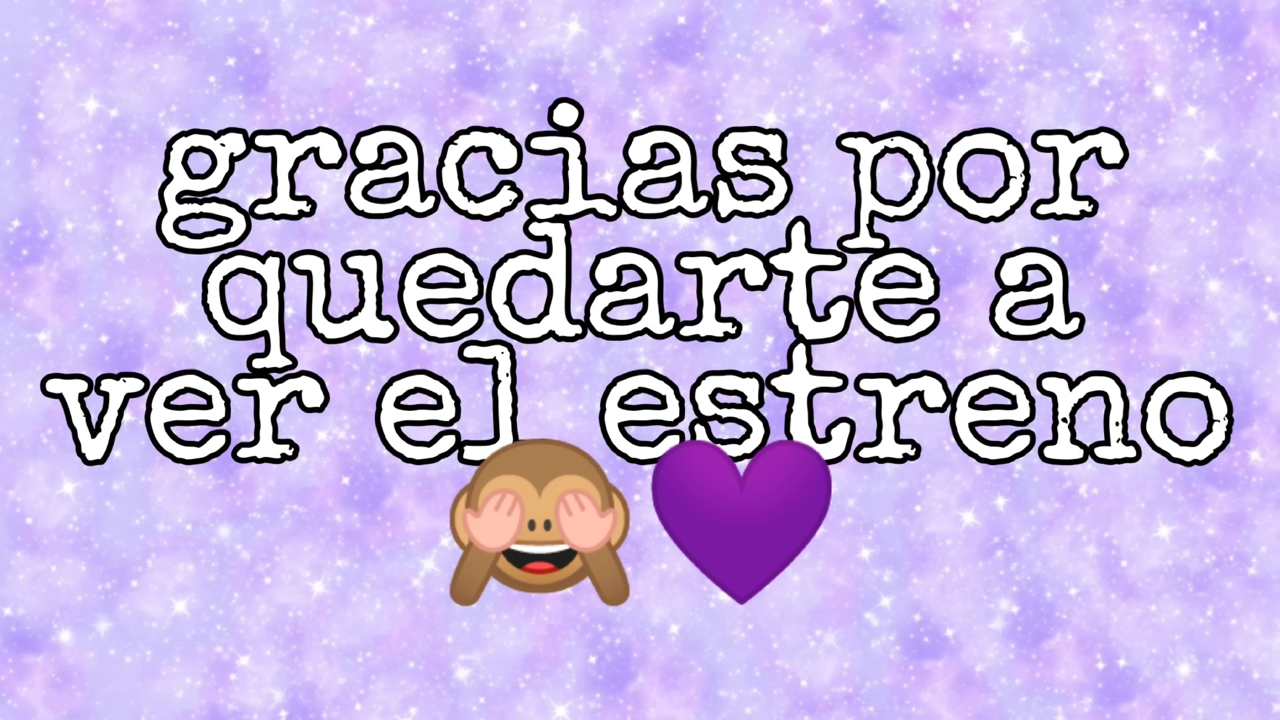 gracias por
quedarte a
ver el estreno
🙈💜